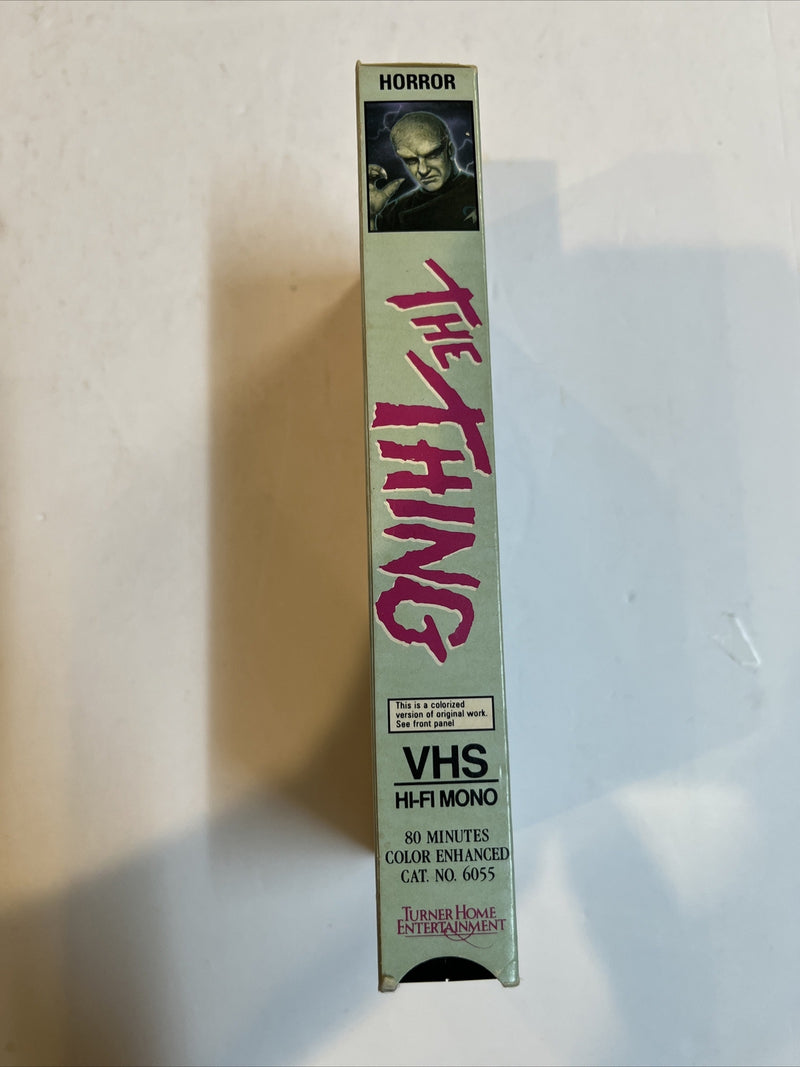 HORROR
THE THING
This is a colorized
version of original work.
See front panel
VHS
HI-FI MONO
80 MINUTES
COLOR ENHANCED
CAT. NO. 6055
TURNER HOME
ENTERTAINMENT